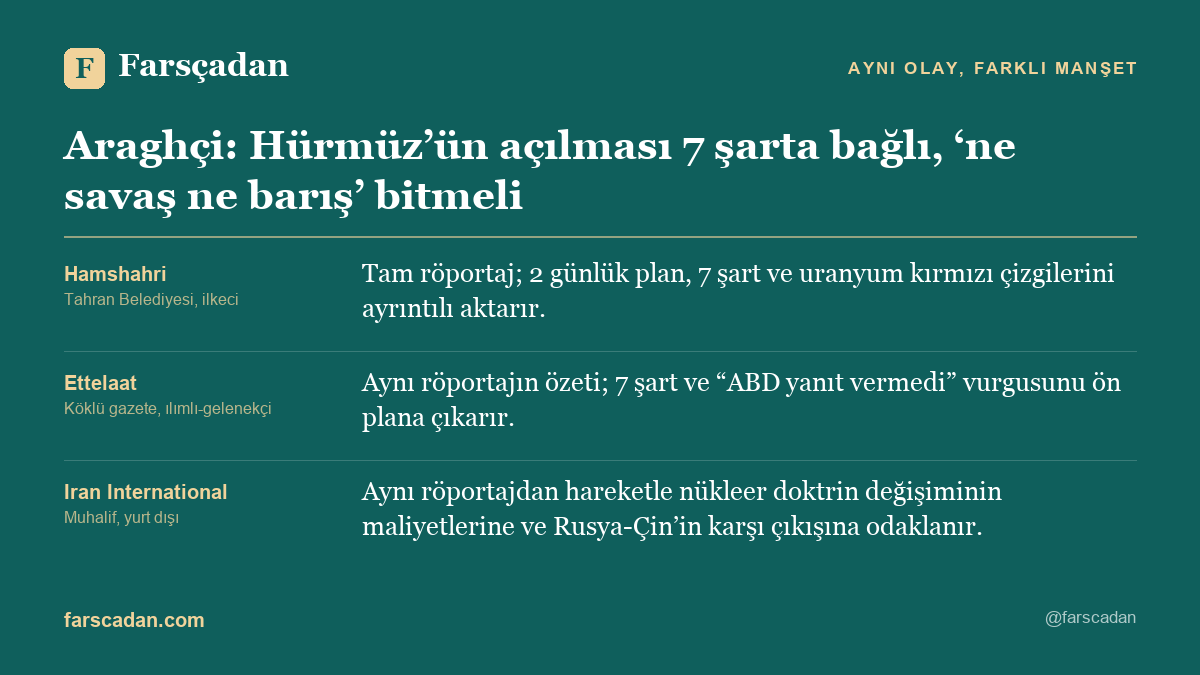 F Farsçadan
AYNI OLAY, FARKLI MANŞET
Araghçi: Hürmüz’ün açılması 7 şarta bağlı, ‘ne
savaş ne barış’ bitmeli
Hamshahri
Tahran Belediyesi, ilkeci
Tam röportaj; 2 günlük plan, 7 şart ve uranyum kırmızı çizgilerini
ayrıntılı aktarır.
Ettelaat
Köklü gazete, ılımlı-gelenekçi
Aynı röportajın özeti; 7 şart ve “ABD yanıt vermedi” vurgusunu ön
plana çıkarır.
Iran International
Muhalif, yurt dışı
Aynı röportajdan hareketle nükleer doktrin değişiminin
maliyetlerine ve Rusya-Çin’in karşı çıkışına odaklanır.
farscadan.com
@farscadan